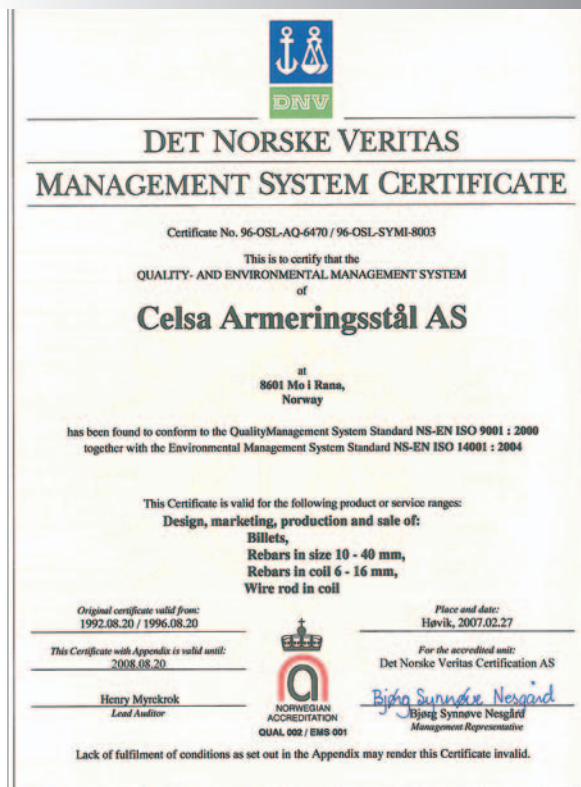 DNV
DET NORSKE VERITAS
MANAGEMENT SYSTEM CERTIFICATE
Certificate No. 96-OSL-AQ-6470 / 96-OSL-SYMI-8003
This is to certify that the
QUALITY- AND ENVIRONMENTAL MANAGEMENT SYSTEM
of
Celsa Armeringsstål AS
at
8601 Mo i Rana,
Norway
has been found to conform to the QualityManagement System Standard NS-EN ISO 9001 : 2000
together with the Environmental Management System Standard NS-EN ISO 14001 : 2004
This Certificate is valid for the following product or service ranges:
Design, marketing, production and sale of:
Billets,
Rebars in size 10 - 40 mm,
Rebars in coil 6 - 16 mm,
Wire rod in coil
Original certificate valid from:
1992.08.20 / 1996.08.20
This Certificate with Appendix is valid until:
2008.08.20
Henry Myrekrok
Lead Auditor
a
NORWEGIAN
ACCREDITATION
QUAL 002 / EMS 001
Place and date:
Høvik, 2007.02.27
For the accredited unit:
Det Norske Veritas Certification AS
Bjørg Synnøve Nesgård
Bjørg Synnøve Nesgård
Management Representative
Lack of fulfilment of conditions as set out in the Appendix may render this Certificate invalid.